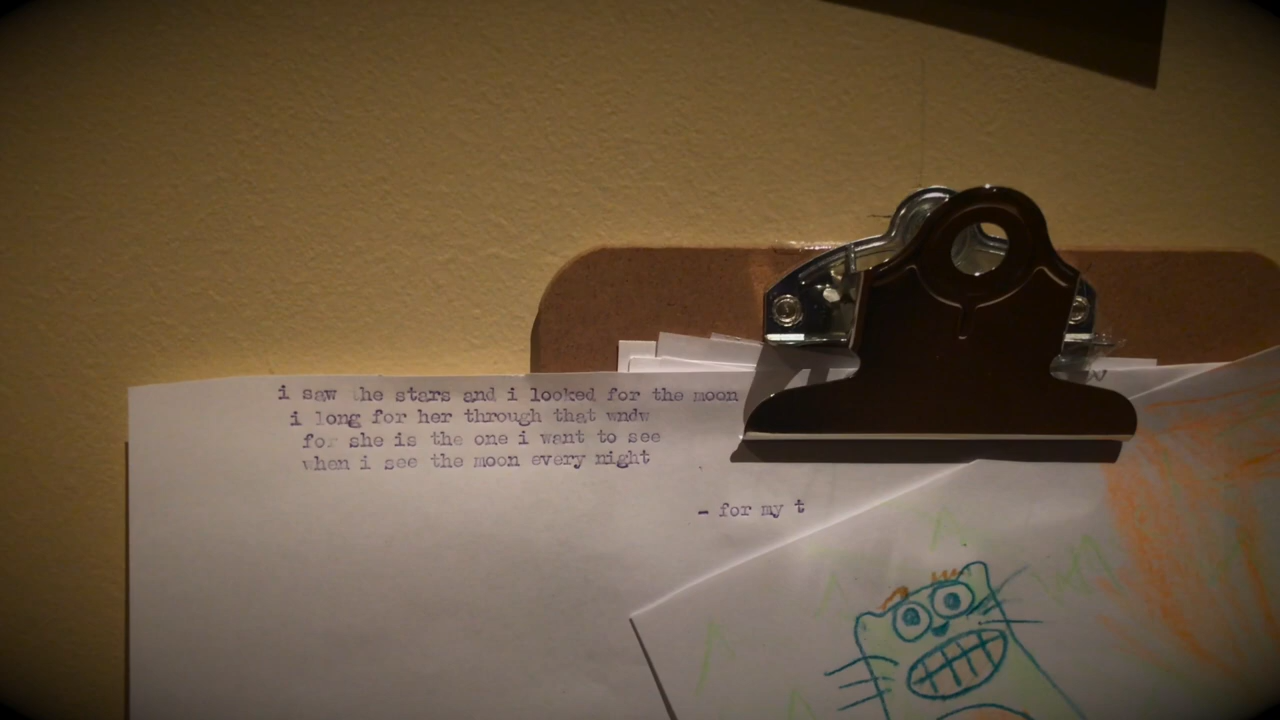 i saw the stars and i looked for the moon
i long for her through that wndw
for she is the one i want to see
when i see the moon every night
- for my t